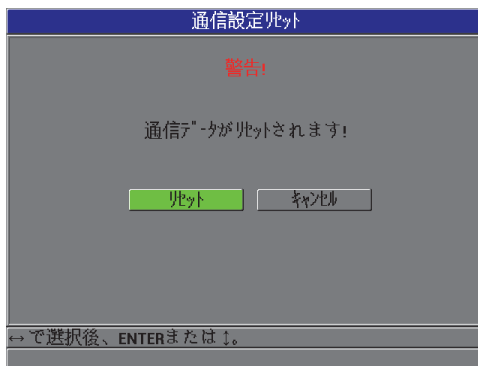 通信設定ﾘｾｯﾄ
警告!
通信ﾃﾞｰﾀがﾘｾｯﾄされます!
ﾘｾｯﾄ ｷｬﾝｾﾙ
↔ で選択後、ENTERまたは ↕。